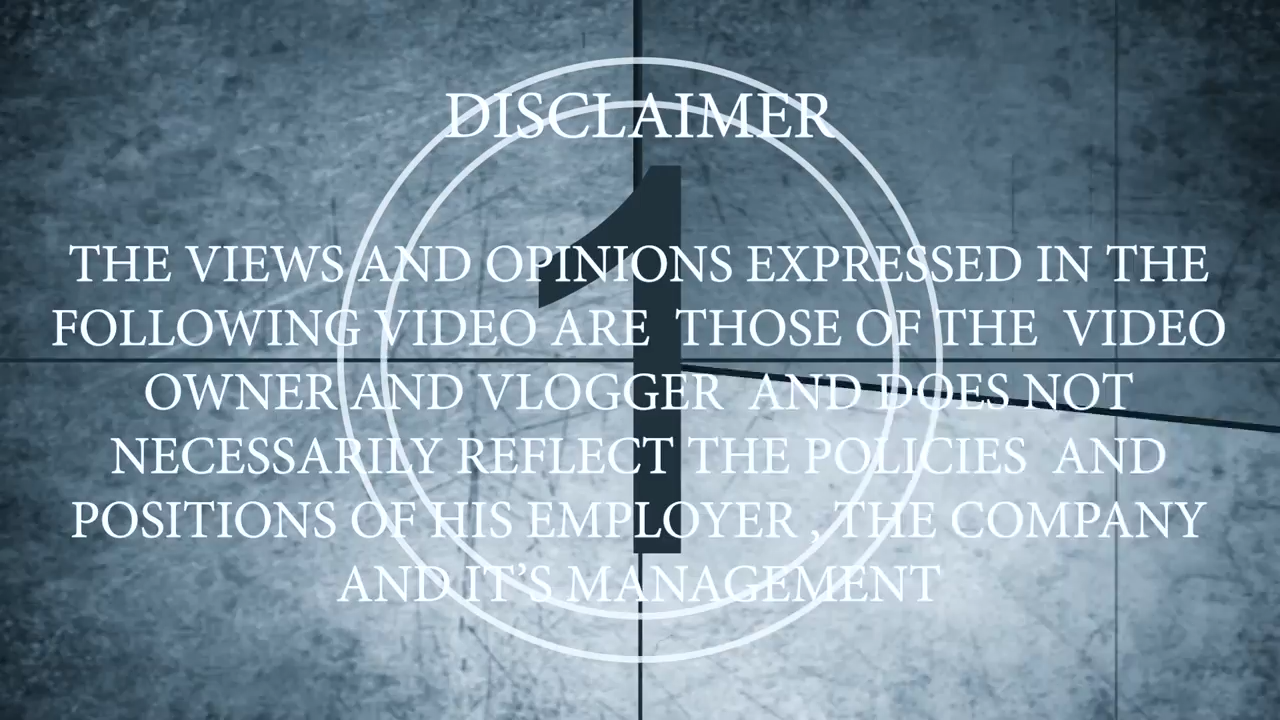 DISCLAIMER
1
THE VIEWS AND OPINIONS EXPRESSED IN THE
FOLLOWING VIDEO ARE THOSE OF THE VIDEO
OWNER AND VLOGGER AND DOES NOT
NECESSARILY REFLECT THE POLICIES AND
POSITIONS OF HIS EMPLOYER , THE COMPANY
AND IT’S MANAGEMENT